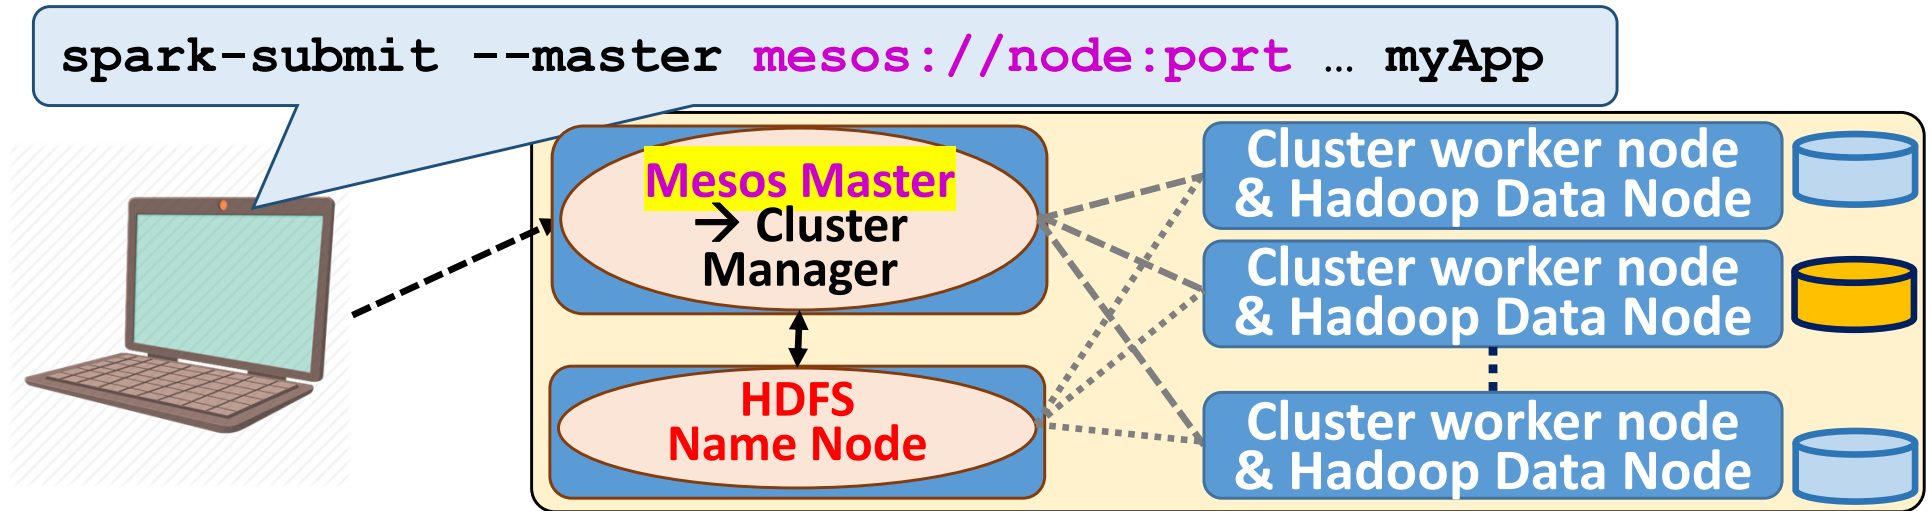 spark-submit --master mesos://node:port … myApp
Mesos Master
→ Cluster
Manager
HDFS
Name Node
Cluster worker node
& Hadoop Data Node
Cluster worker node
& Hadoop Data Node
Cluster worker node
& Hadoop Data Node